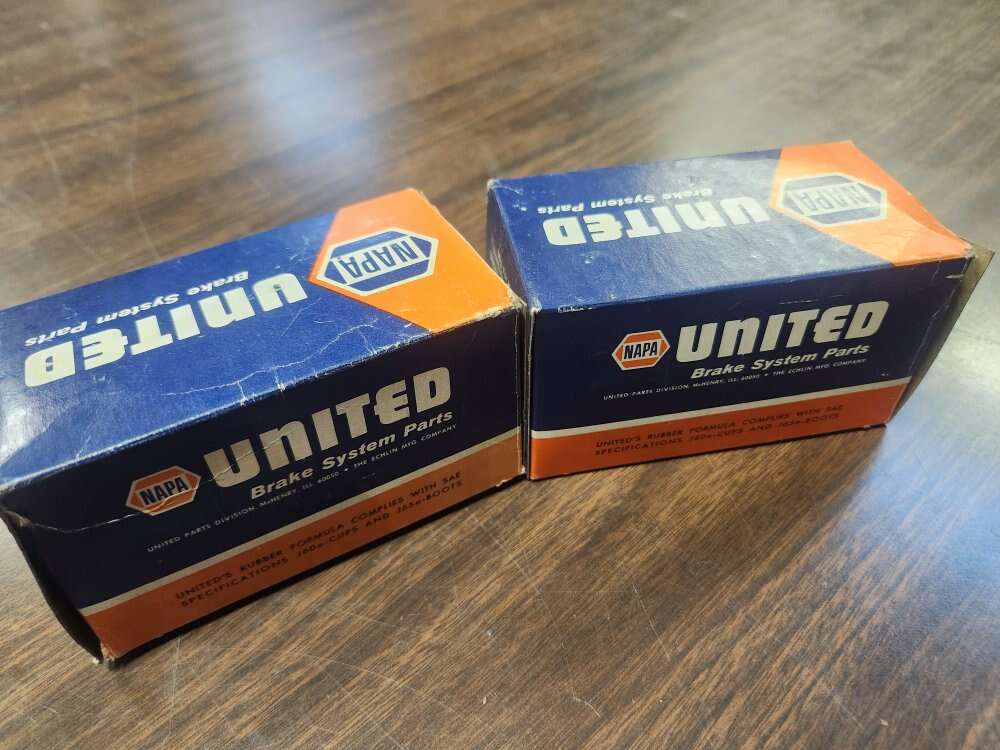 NAPA
UNITED
Brake System Parts
NAPA
UNITED
Brake System Parts
UNITED PARTS DIVISION, McHENRY, ILL 60050 • THE ECHLIN MFG COMPANY
UNITED'S RUBBER FORMULA COMPLIES WITH SAE
SPECIFICATIONS J60a-CUPS AND J65a-BOOTS
NAPA
UNITED
Brake System Parts
NAPA
UNITED
Brake System Parts
UNITED PARTS DIVISION, McHENRY, ILL. 60050 • THE ECHLIN MFG COMPANY
UNITED'S RUBBER FORMULA COMPLIES WITH SAE
SPECIFICATIONS J60a-CUPS AND J65a-BOOTS